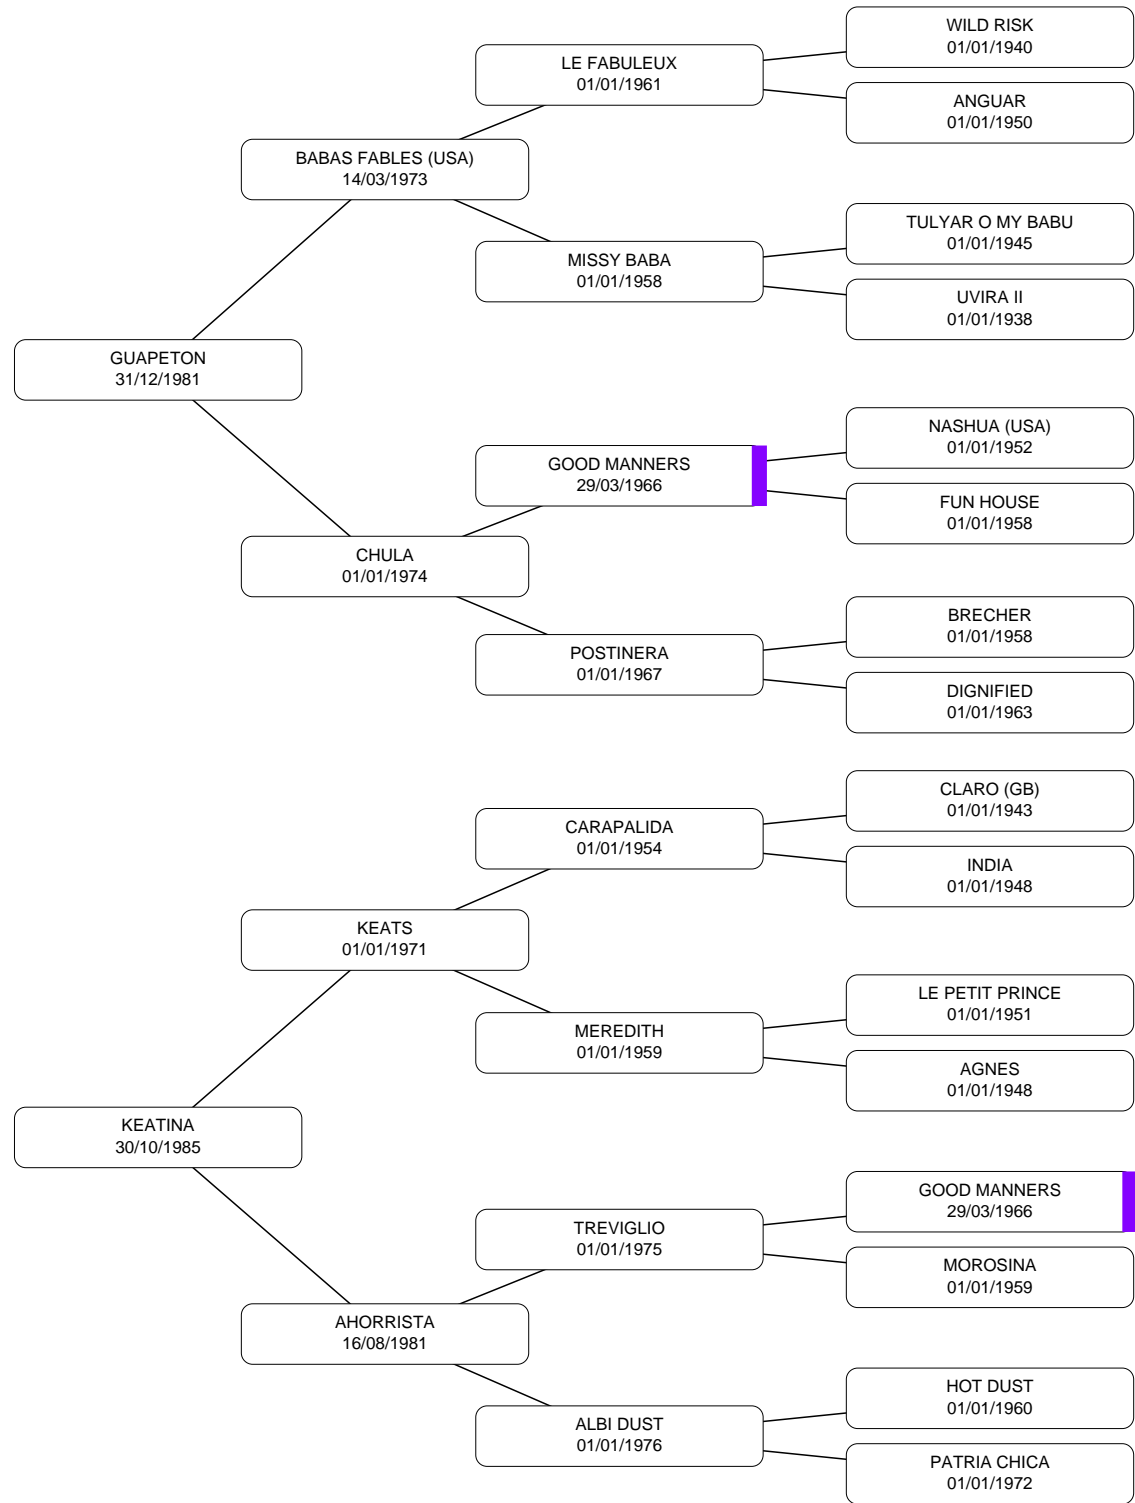 WILD RISK
01/01/1940
LE FABULEUX
01/01/1961
ANGUAR
01/01/1950
BABAS FABLES (USA)
14/03/1973
TULYAR O MY BABU
01/01/1945
MISSY BABA
01/01/1958
UVIRA II
01/01/1938
GUAPETON
31/12/1981
NASHUA (USA)
01/01/1952
GOOD MANNERS
29/03/1966
FUN HOUSE
01/01/1958
CHULA
01/01/1974
BRECHER
01/01/1958
POSTINERA
01/01/1967
DIGNIFIED
01/01/1963
CLARO (GB)
01/01/1943
CARAPALIDA
01/01/1954
INDIA
01/01/1948
KEATS
01/01/1971
LE PETIT PRINCE
01/01/1951
MEREDITH
01/01/1959
AGNES
01/01/1948
KEATINA
30/10/1985
GOOD MANNERS
29/03/1966
TREVIGLIO
01/01/1975
MOROSINA
01/01/1959
AHORRISTA
16/08/1981
HOT DUST
01/01/1960
ALBI DUST
01/01/1976
PATRIA CHICA
01/01/1972